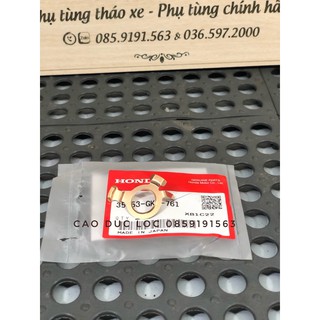 hụ tùng tháo xe - Phụ tùng chính hã
085.9191.563 & 036.597.2000
HONDA
XB1C22
CAO DUC LOC 0859191563
MADE IN JAPAN